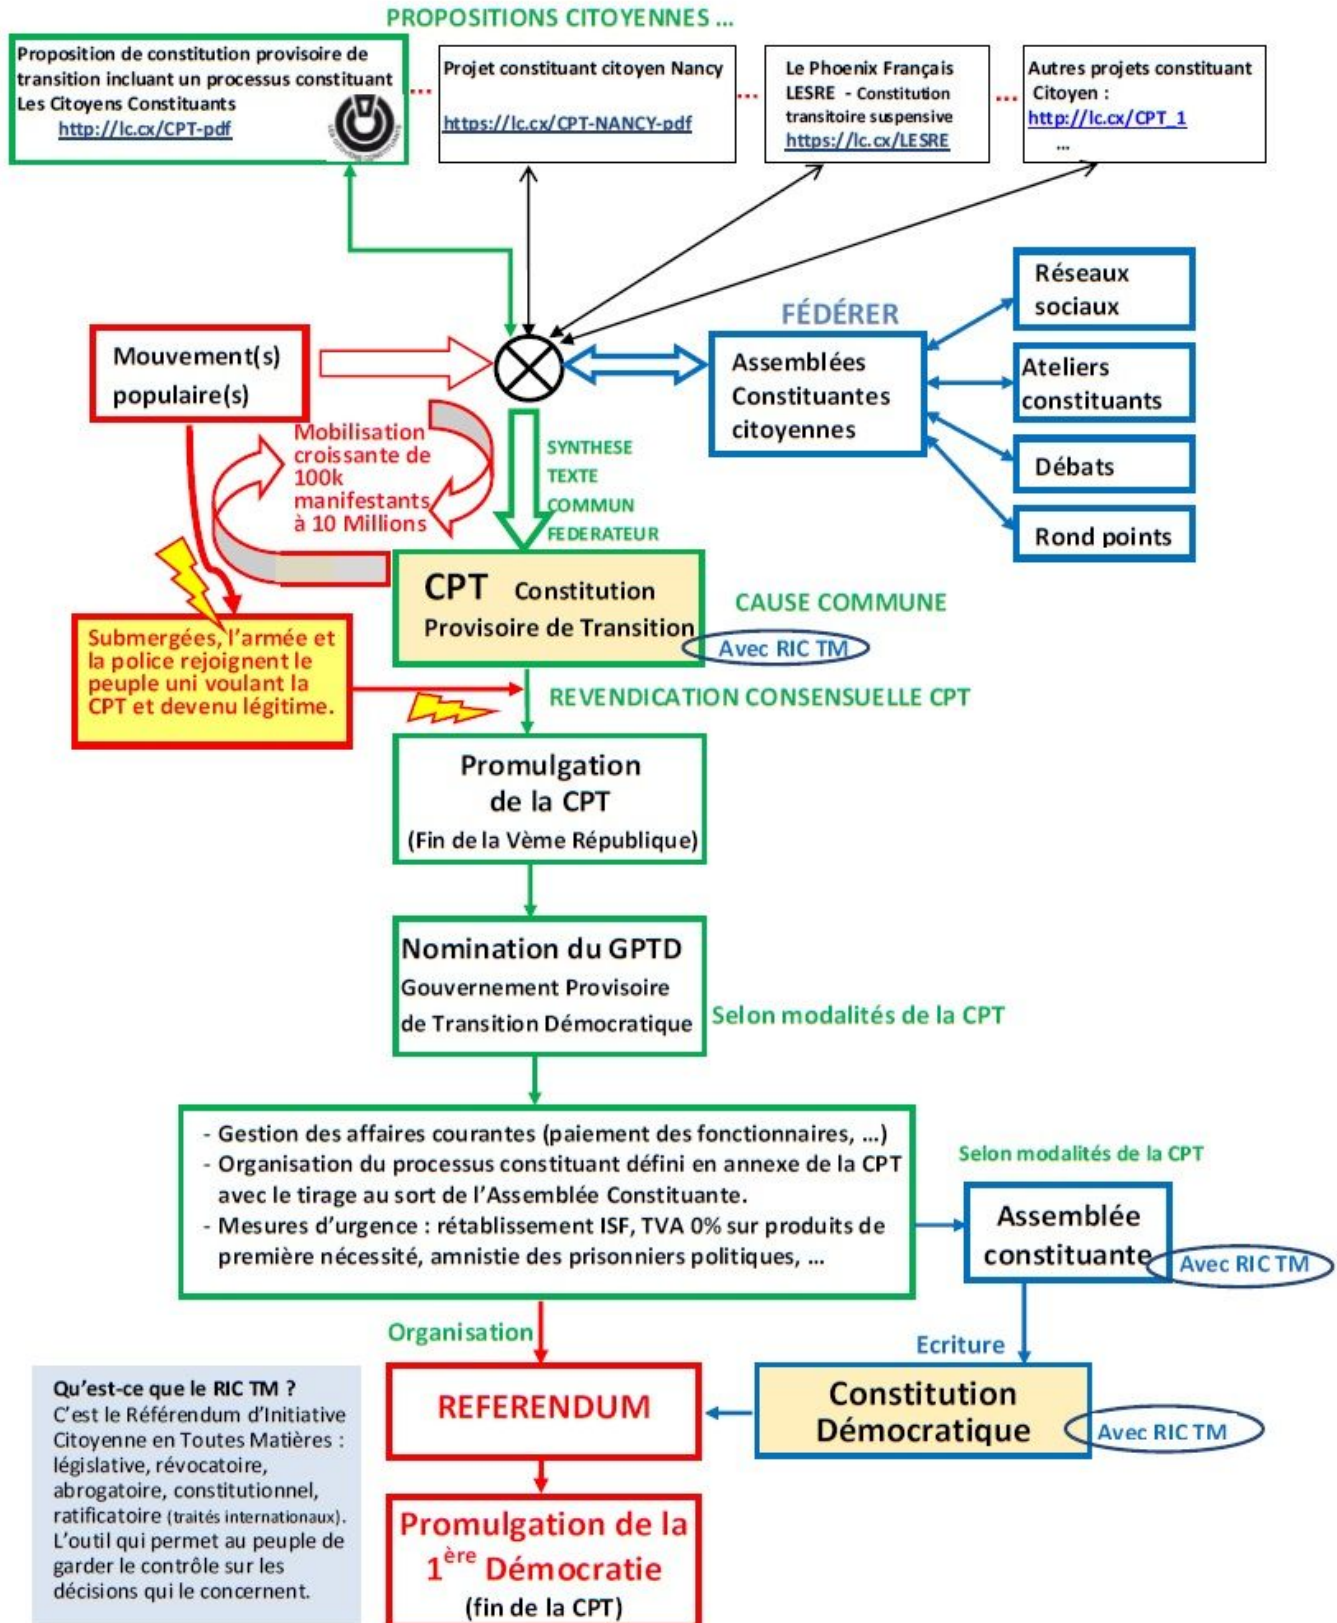 PROPOSITIONS CITOYENNES ...
Proposition de constitution provisoire de
transition incluant un processus constituant
Les Citoyens Constituants
http://lc.cx/CPT-pdf
LES CITOYENS CONSTITUANTS
...
Projet constituant citoyen Nancy
https://lc.cx/CPT-NANCY-pdf
...
Le Phoenix Français
LESRE - Constitution
transitoire suspensive
https://lc.cx/LESRE
...
Autres projets constituant
Citoyen :
http://lc.cx/CPT_1
...
Mouvement(s)
populaire(s)
FÉDÉRER
Assemblées
Constituantes
citoyennes
Réseaux
sociaux
Ateliers
constituants
Débats
Rond points
Mobilisation
croissante de
100k
manifestants
à 10 Millions
SYNTHESE
TEXTE
COMMUN
FEDERATEUR
CPT Constitution
Provisoire de Transition
CAUSE COMMUNE
Avec RIC TM
Submergées, l'armée et
la police rejoignent le
peuple uni voulant la
CPT et devenu légitime.
REVENDICATION CONSENSUELLE CPT
Promulgation
de la CPT
(Fin de la Vème République)
Nomination du GPTD
Gouvernement Provisoire
de Transition Démocratique
Selon modalités de la CPT
- Gestion des affaires courantes (paiement des fonctionnaires, ...)
- Organisation du processus constituant défini en annexe de la CPT
avec le tirage au sort de l'Assemblée Constituante.
- Mesures d'urgence : rétablissement ISF, TVA 0% sur produits de
première nécessité, amnistie des prisonniers politiques, ...
Selon modalités de la CPT
Assemblée
constituante
Avec RIC TM
Organisation
Ecriture
REFERENDUM
Constitution
Démocratique
Avec RIC TM
Promulgation de la
1ère Démocratie
(fin de la CPT)
Qu'est-ce que le RIC TM ?
C'est le Référendum d'Initiative
Citoyenne en Toutes Matières :
législative, révocatoire,
abrogatoire, constitutionnel,
ratificatoire (traités internationaux).
L'outil qui permet au peuple de
garder le contrôle sur les
décisions qui le concernent.